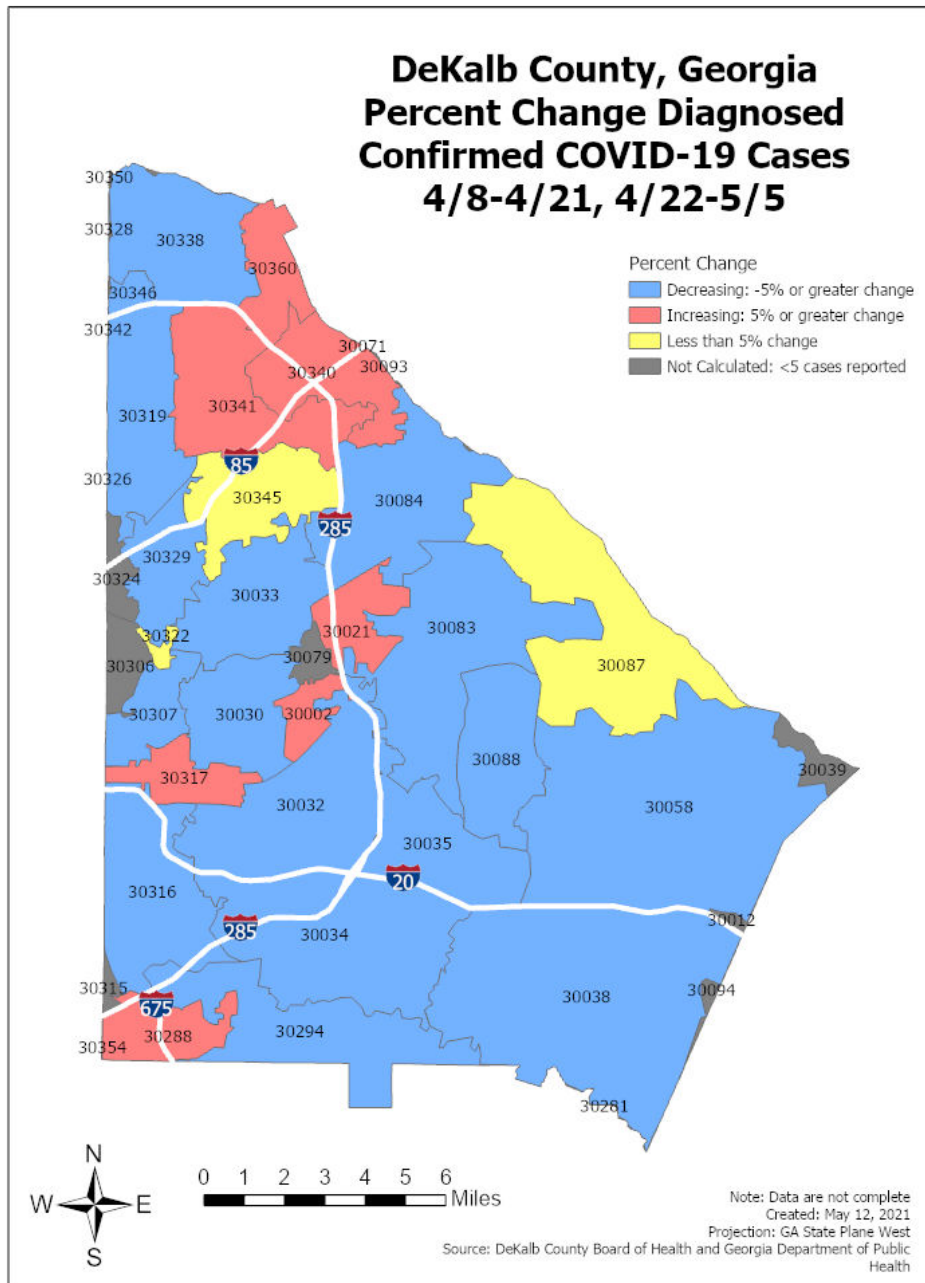 DeKalb County, Georgia
Percent Change Diagnosed
Confirmed COVID-19 Cases
4/8-4/21, 4/22-5/5
Percent Change
Decreasing: -5% or greater change
Increasing: 5% or greater change
Less than 5% change
Not Calculated: <5 cases reported
30350
30328
30338
30360
30346
30342
30071
30340
30093
30341
30319
85
30326
30345
30084
285
30329
30324
30033
30322
30021
30083
30079
30306
30087
30307
30030
30002
30088
30317
30039
30032
30058
30035
20
30316
30012
285
30034
30315
675
30038
30094
30288
30294
30354
30281
N
W
E
S
0 1 2 3 4 5 6
Miles
Note: Data are not complete
Created: May 12, 2021
Projection: GA State Plane West
Source: DeKalb County Board of Health and Georgia Department of Public
Health